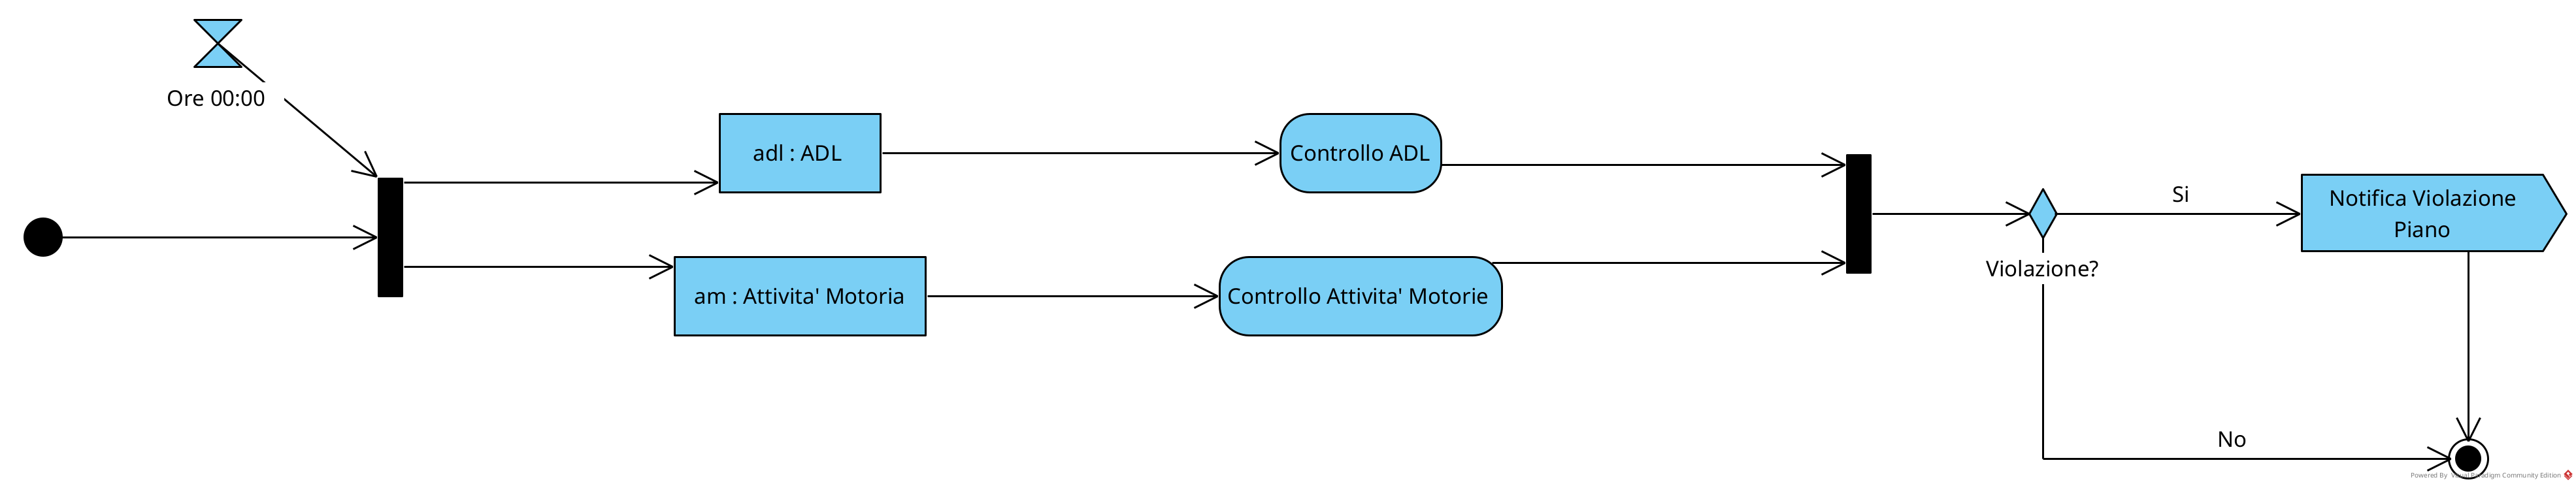 Ore 00:00
adl : ADL
Controllo ADL
am : Attivita' Motoria
Controllo Attivita' Motorie
Violazione?
Si
Notifica Violazione
Piano
No
Powered By Visual Paradigm Community Edition